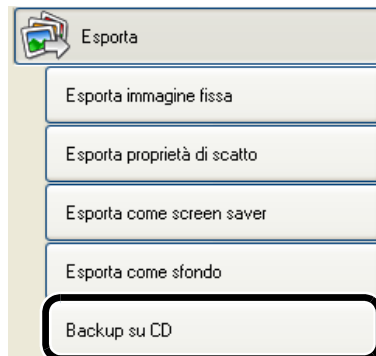 Esporta
Esporta immagine fissa
Esporta proprietà di scatto
Esporta come screen saver
Esporta come sfondo
Backup su CD